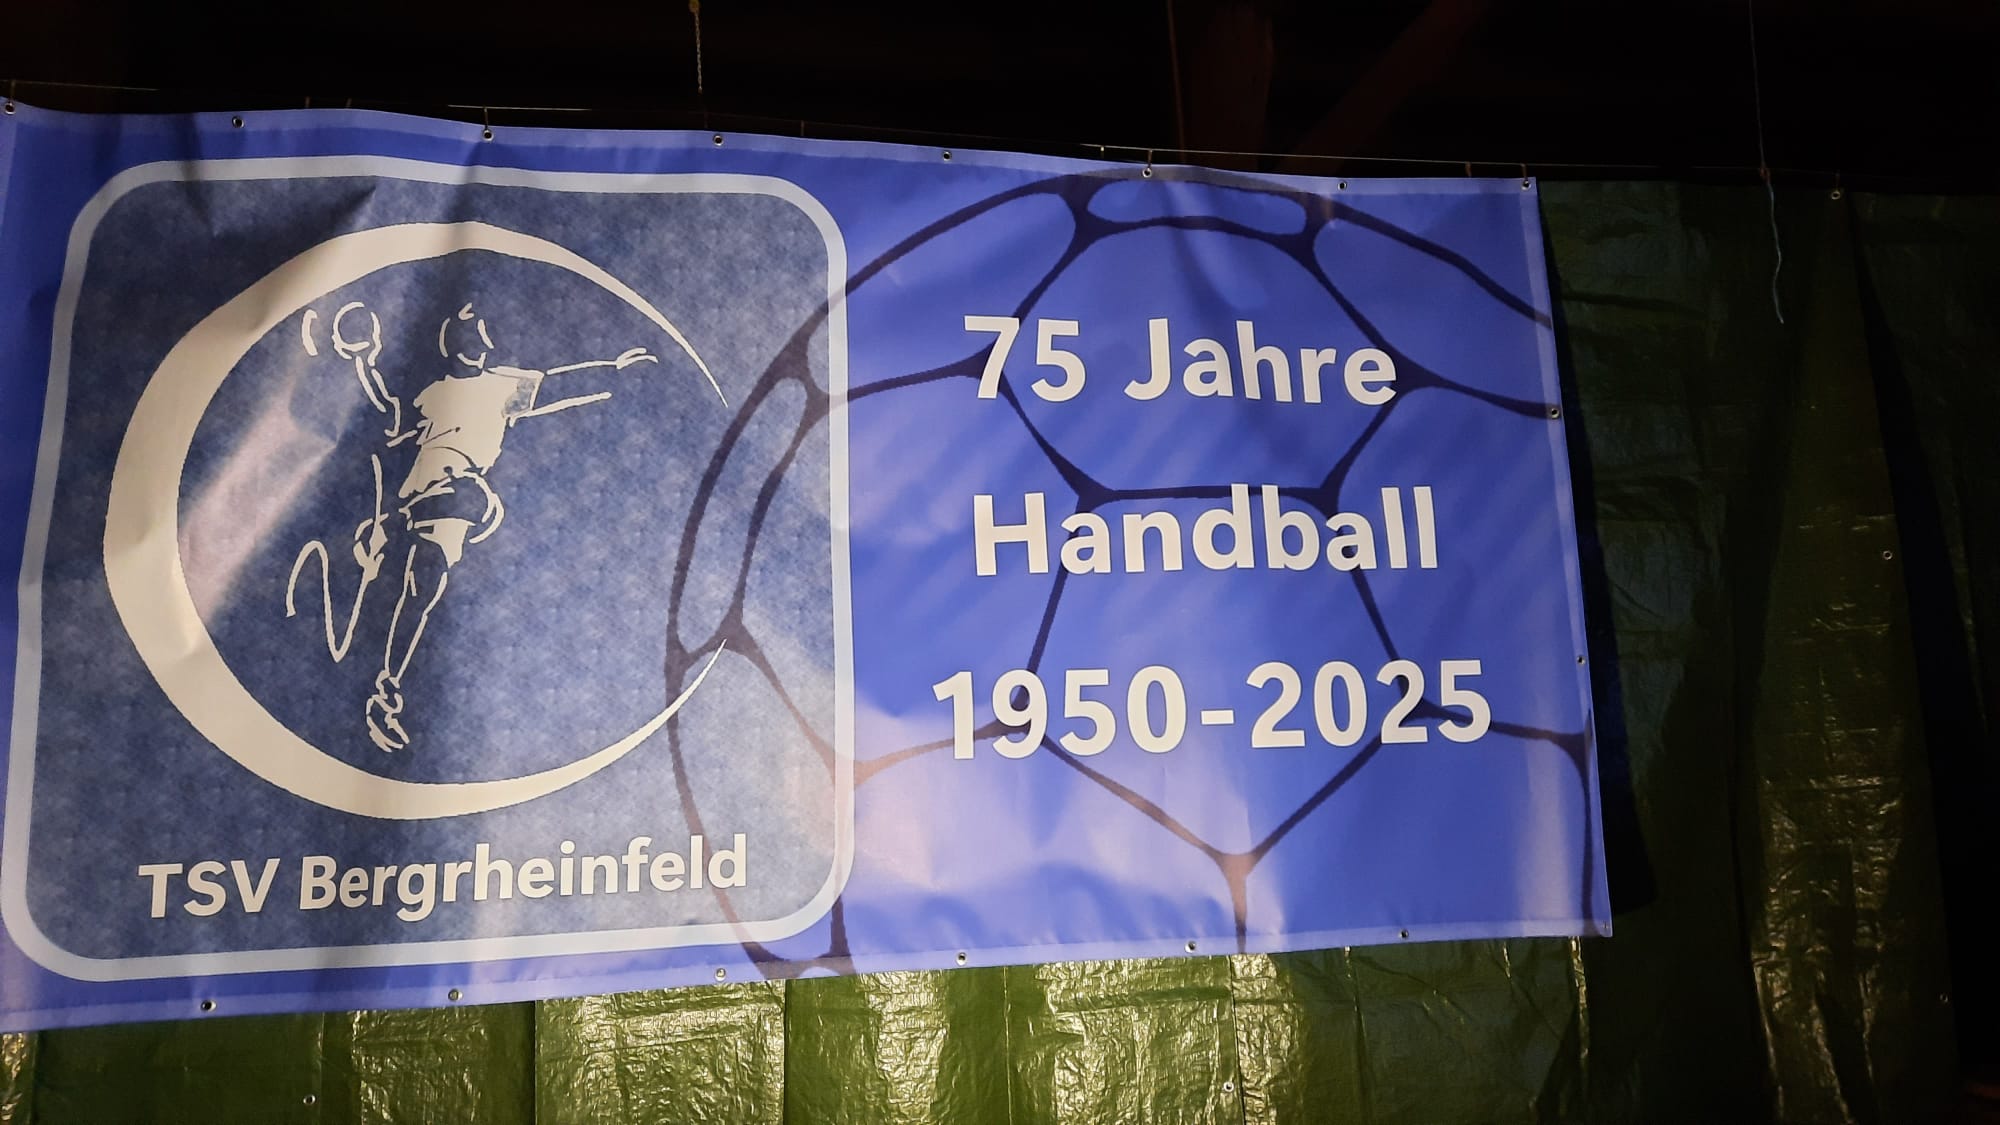 75 Jahre
Handball
1950-2025
TSV Bergrheinfeld